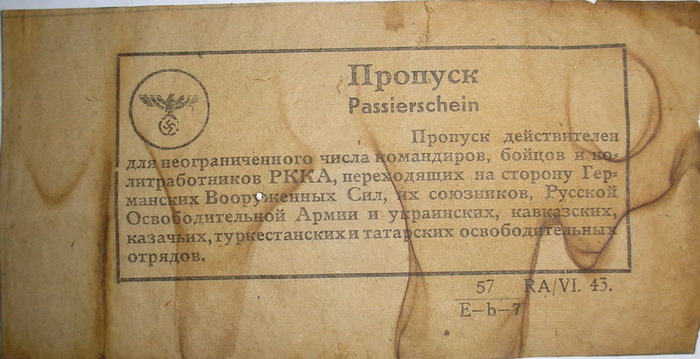 Пропуск
Passierschein
Пропуск действителен
для неограниченного числа командиров, бойцов и по-
литработников РККА, переходящих на сторону Гер-
манских Вооруженных Сил, их союзников, Русской
Освободительной Армии и украинских, кавказских,
казачьих, туркестанских и татарских освободительных
отрядов.
57 RA/VI. 43.
E-b-7